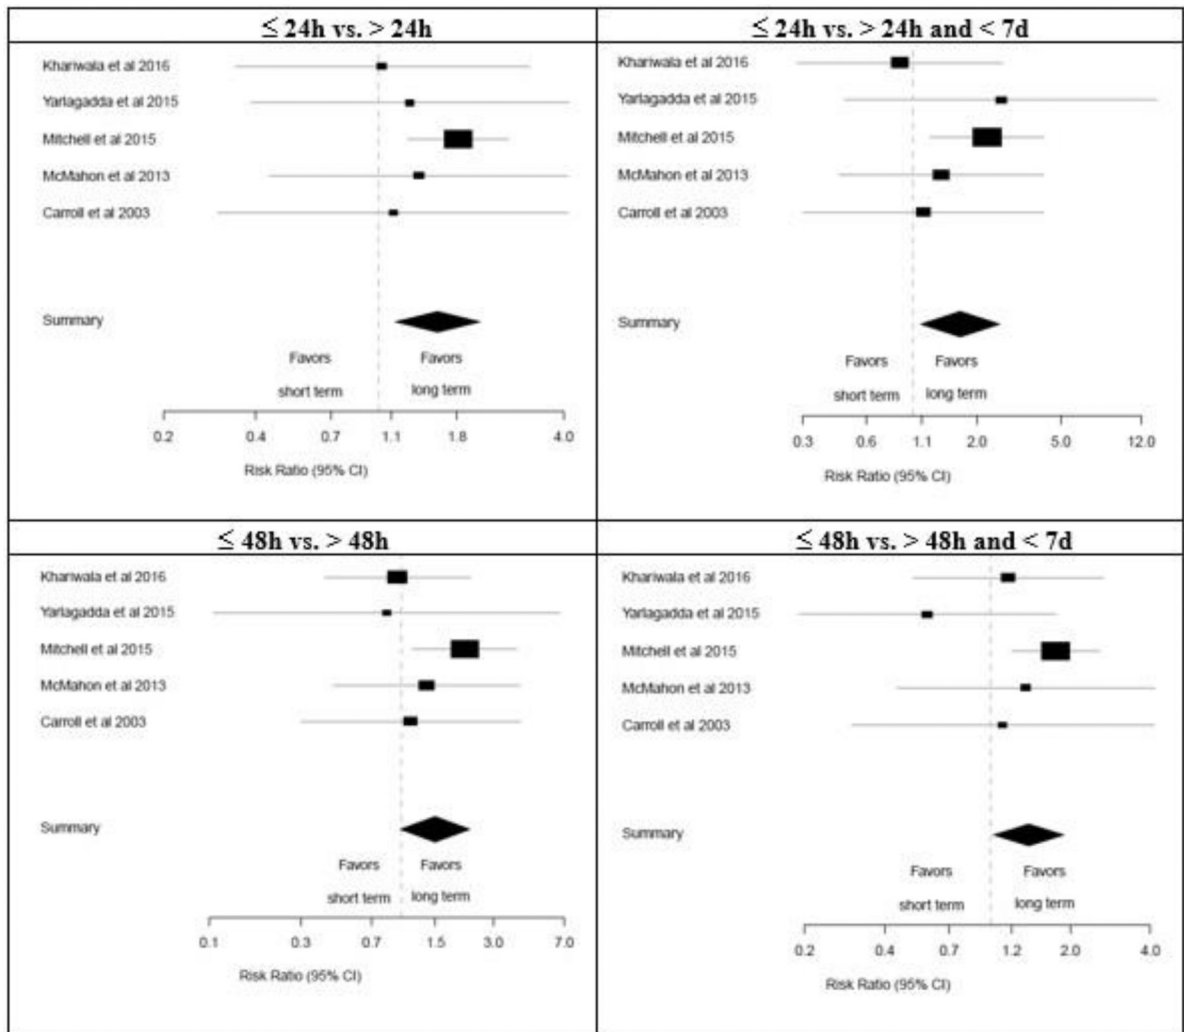 ≤ 24h vs. > 24h
Khariwala et al 2016
Yarlagadda et al 2015
Mitchell et al 2015
McMahon et al 2013
Carroll et al 2003
Summary
Favors Favors
short term long term
0.2 0.4 0.7 1.1 1.8 4.0
Risk Ratio (95% CI)
≤ 24h vs. > 24h and < 7d
Khariwala et al 2016
Yarlagadda et al 2015
Mitchell et al 2015
McMahon et al 2013
Carroll et al 2003
Summary
Favors Favors
short term long term
0.3 0.6 1.1 2.0 5.0 12.0
Risk Ratio (95% CI)
≤ 48h vs. > 48h
Khariwala et al 2016
Yarlagadda et al 2015
Mitchell et al 2015
McMahon et al 2013
Carroll et al 2003
Summary
Favors Favors
short term long term
0.1 0.3 0.7 1.5 3.0 7.0
Risk Ratio (95% CI)
≤ 48h vs. > 48h and < 7d
Khariwala et al 2016
Yarlagadda et al 2015
Mitchell et al 2015
McMahon et al 2013
Carroll et al 2003
Summary
Favors Favors
short term long term
0.2 0.4 0.7 1.2 2.0 4.0
Risk Ratio (95% CI)